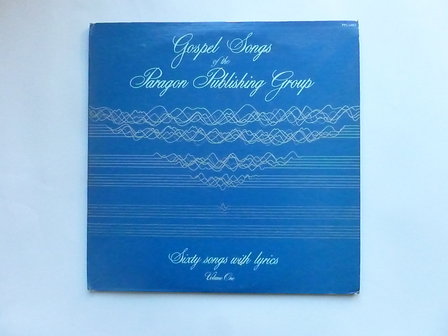 Gospel Songs
of the
Paragon Publishing Group
Sixty songs with lyrics
Volume One